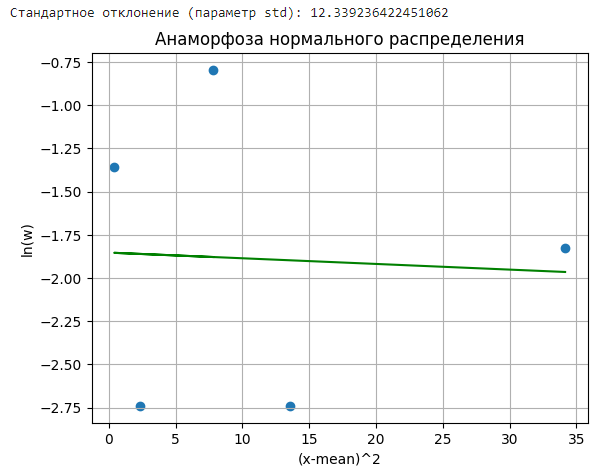 Стандартное отклонение (параметр std): 12.339236422451062
Анаморфоза нормального распределения
−0.75
−1.00
−1.25
−1.50
−1.75
−2.00
−2.25
−2.50
−2.75
ln(w)
0 5 10 15 20 25 30 35
(x-mean)^2